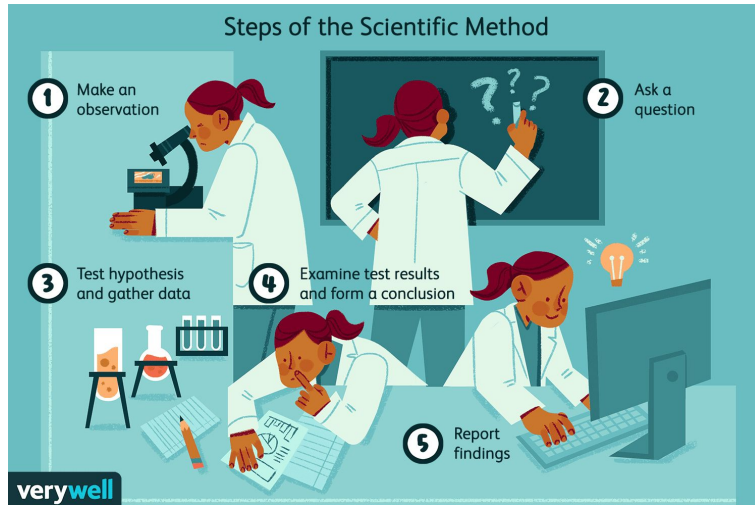 Steps of the Scientific Method
1
Make an
observation
2
Ask a
question
? ? ?
3
Test hypothesis
and gather data
4
Examine test results
and form a conclusion
5
Report
findings
verywell